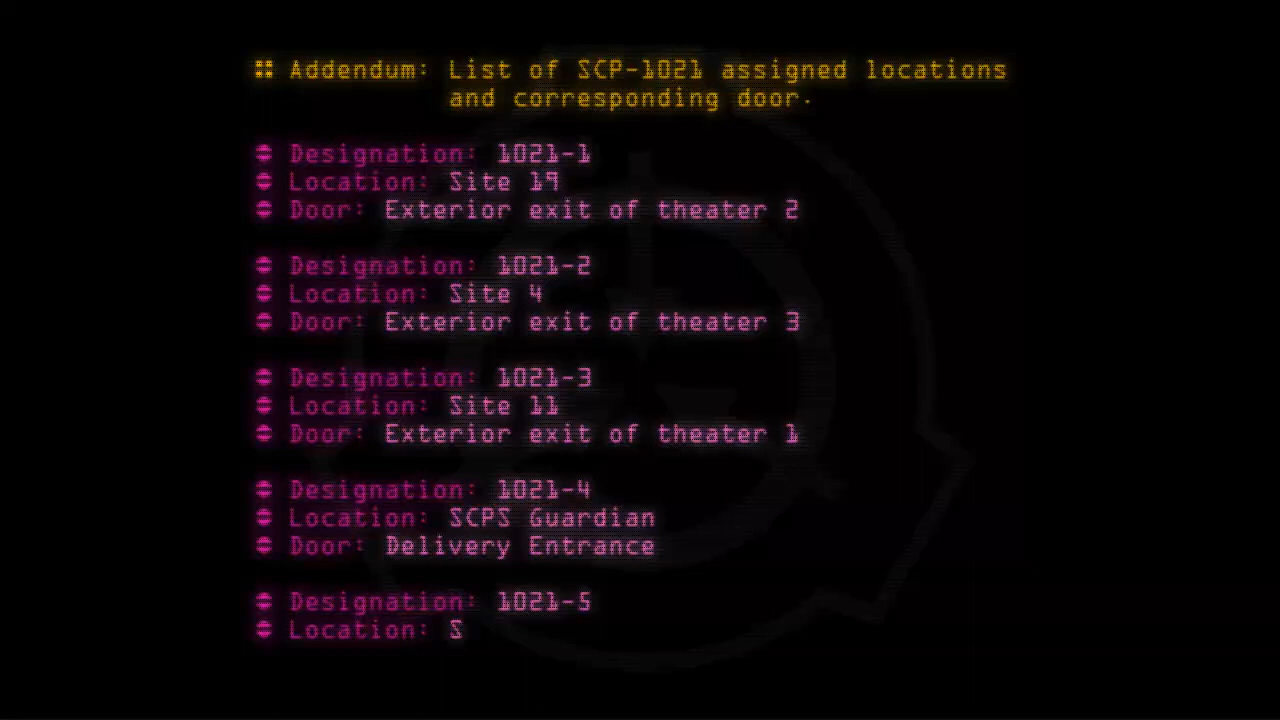 Addendum: List of SCP-1021 assigned locations
and corresponding door.
Designation: 1021-1
Location: Site 19
Door: Exterior exit of theater 2
Designation: 1021-2
Location: Site 4
Door: Exterior exit of theater 3
Designation: 1021-3
Location: Site 11
Door: Exterior exit of theater 1
Designation: 1021-4
Location: SCPS Guardian
Door: Delivery Entrance
Designation: 1021-5
Location: S